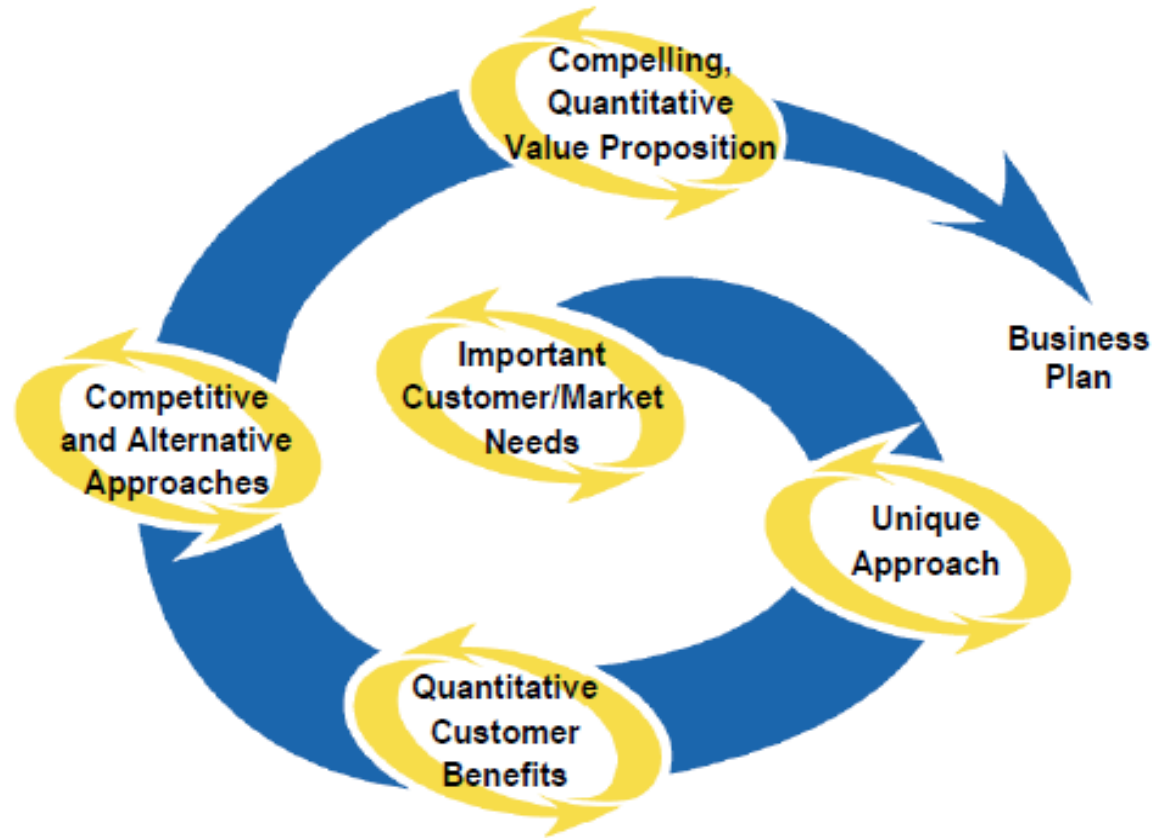 Compelling,
Quantitative
Value Proposition
Important
Customer/Market
Needs
Business
Plan
Competitive
and Alternative
Approaches
Unique
Approach
Quantitative
Customer
Benefits